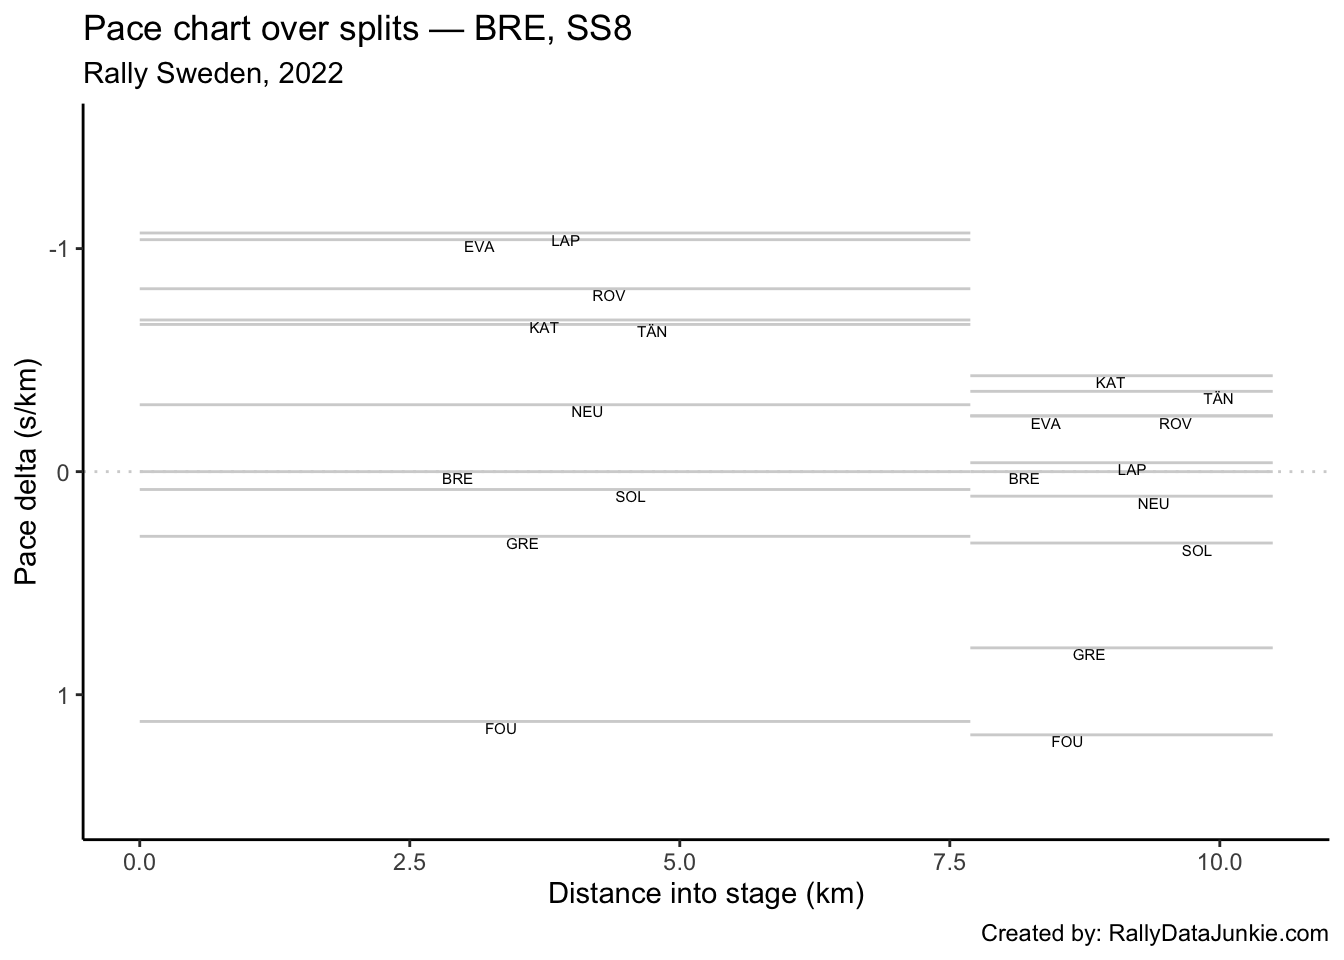 Pace chart over splits — BRE, SS8
Rally Sweden, 2022
Pace delta (s/km)
-1
0
1
LAP
EVA
ROV
KAT
TÄN
NEU
BRE
SOL
GRE
FOU
KAT
TÄN
EVA
ROV
LAP
BRE
NEU
SOL
GRE
FOU
0.0 2.5 5.0 7.5 10.0
Distance into stage (km)
Created by: RallyDataJunkie.com